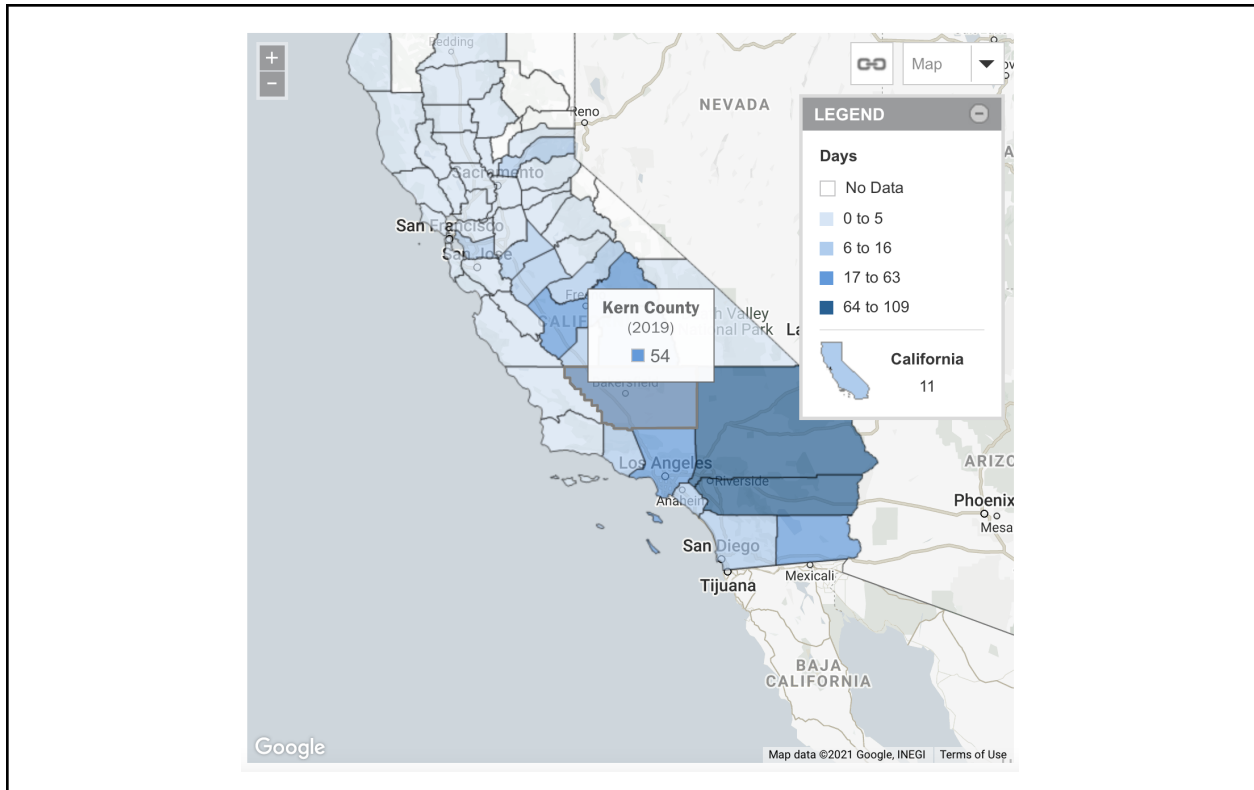 +
−
Redding
Map
Reno
NEVADA
LEGEND
Days
No Data
0 to 5
6 to 16
17 to 63
64 to 109
California
11
Sacramento
San Francisco
San Jose
Kern County
(2019)
54
h Valley
nal Park
Bakersfield
Los Angeles
Riverside
Anaheim
ARIZO
Phoenix
Mesa
San Diego
Tijuana
Mexicali
BAJA
CALIFORNIA
Google
Map data ©2021 Google, INEGI
Terms of Use